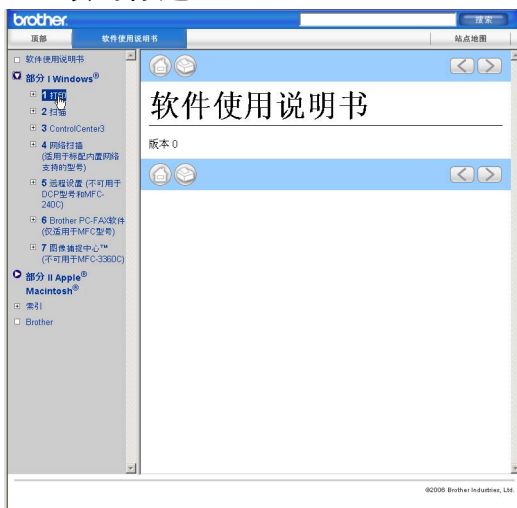 brother.
搜索
顶部
软件使用说明书
站点地图
软件使用说明书
部分 I Windows®
1 打印
2 扫描
3 ControlCenter3
4 网络扫描
(适用于标配内置网络
支持的型号)
5 远程设置 (不可用于
DCP型号和MFC-
240C)
6 Brother PC-FAX软件
(仅适用于MFC型号)
7 图像捕捉中心™
(不可用于MFC-3360C)
部分 II Apple®
Macintosh®
索引
Brother
软件使用说明书
版本 0
©2006 Brother Industries, Ltd.